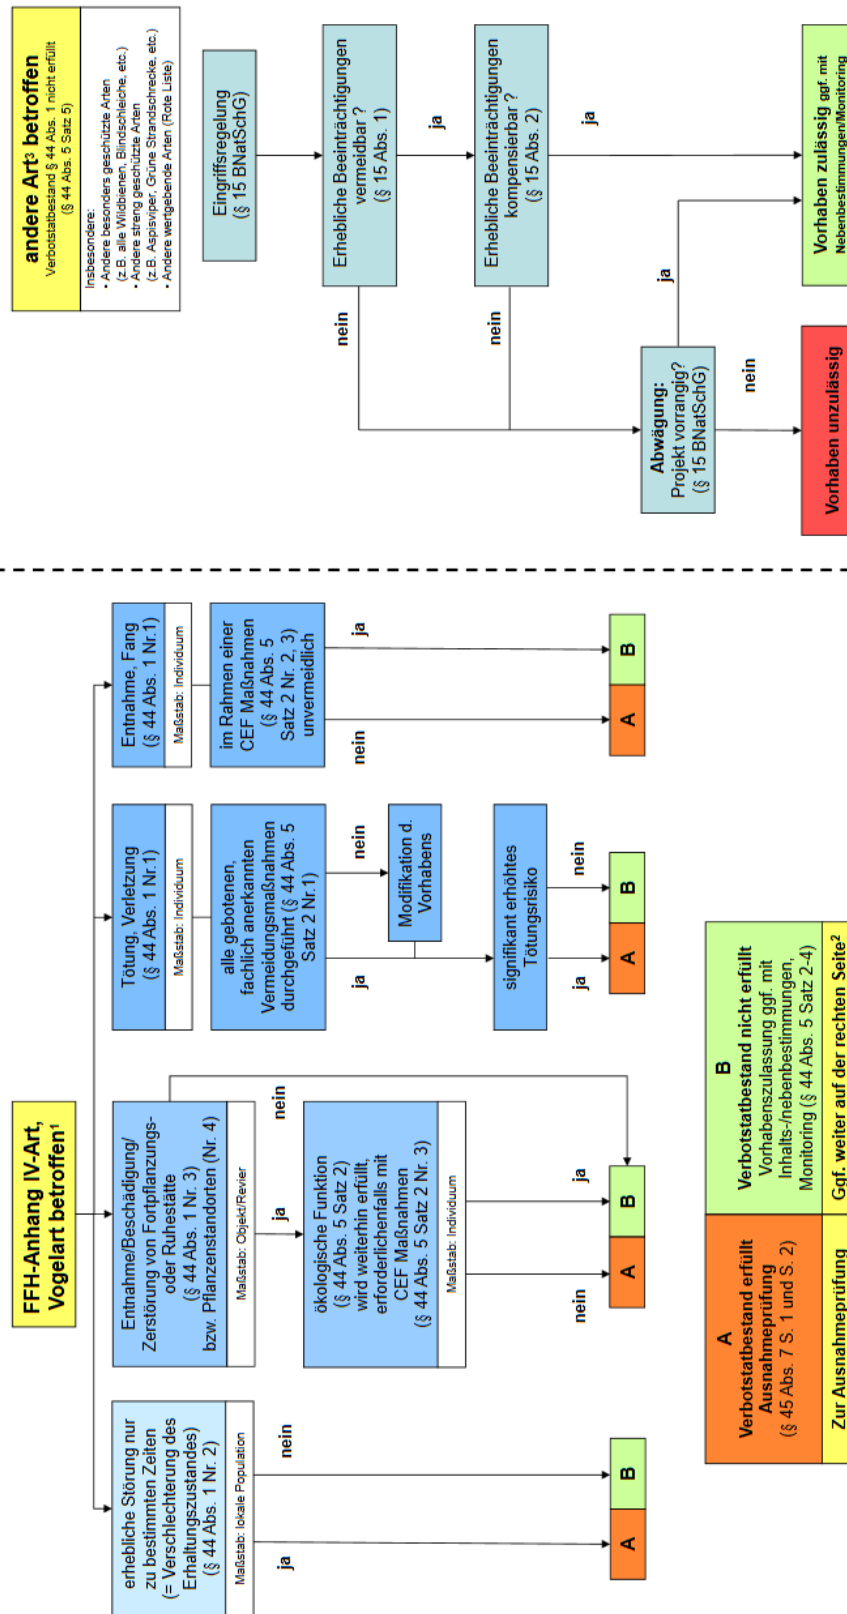 FFH-Anhang IV-Art,
Vogelart betroffen¹
erhebliche Störung nur
zu bestimmten Zeiten
(= Verschlechterung des
Erhaltungszustandes)
(§ 44 Abs. 1 Nr. 2)
Maßstab: lokale Population
ja
nein
A
B
Entnahme/Beschädigung/
Zerstörung von Fortpflanzungs-
oder Ruhestätte
(§ 44 Abs. 1 Nr. 3)
bzw. Pflanzenstandorten (Nr. 4)
Maßstab: Objekt/Revier
ja
nein
ökologische Funktion
(§ 44 Abs. 5 Satz 2)
wird weiterhin erfüllt,
erforderlichenfalls mit
CEF Maßnahmen
(§ 44 Abs. 5 Satz 2 Nr. 3)
Maßstab: Individuum
nein
ja
A
B
Tötung, Verletzung
(§ 44 Abs. 1 Nr.1)
Maßstab: Individuum
alle gebotenen,
fachlich anerkannten
Vermeidungsmaßnahmen
durchgeführt (§ 44 Abs. 5
Satz 2 Nr.1)
ja
nein
Modifikation d.
Vorhabens
signifikant erhöhtes
Tötungsrisiko
ja
nein
A
B
Entnahme, Fang
(§ 44 Abs. 1 Nr.1)
Maßstab: Individuum
im Rahmen einer
CEF Maßnahmen
(§ 44 Abs. 5
Satz 2 Nr. 2, 3)
unvermeidlich
nein
ja
A
B
A
Verbotstatbestand erfüllt
Ausnahmeprüfung
(§ 45 Abs. 7 S. 1 und S. 2)
Zur Ausnahmeprüfung
B
Verbotstatbestand nicht erfüllt
Vorhabenszulassung ggf. mit
Inhalts-/nebenbestimmungen,
Monitoring (§ 44 Abs. 5 Satz 2-4)
Ggf. weiter auf der rechten Seite²
andere Art³ betroffen
Verbotstatbestand § 44 Abs. 1 nicht erfüllt
(§ 44 Abs. 5 Satz 5)
Insbesondere:
• Andere besonders geschützte Arten
(z.B. alle Wildbienen, Blindschleiche, etc.)
• Andere streng geschützte Arten
(z.B. Aspisviper, Grüne Strandschrecke, etc.)
• Andere wertgebende Arten (Rote Liste)
Eingriffsregelung
(§ 15 BNatSchG)
Erhebliche Beeinträchtigungen
vermeidbar ?
(§ 15 Abs. 1)
nein
ja
Erhebliche Beeinträchtigungen
kompensierbar ?
(§ 15 Abs. 2)
nein
ja
Abwägung:
Projekt vorrangig?
(§ 15 BNatSchG)
nein
ja
Vorhaben unzulässig
Vorhaben zulässig ggf. mit
Nebenbestimmungen/Monitoring